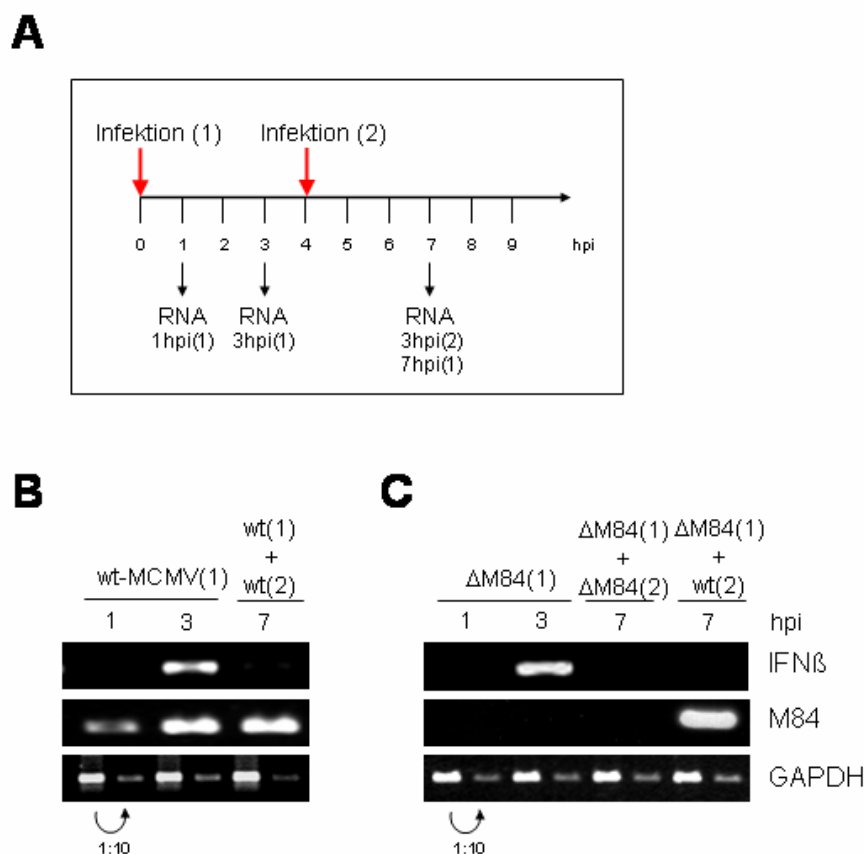 A
Infektion (1) Infektion (2)
0 1 2 3 4 5 6 7 8 9 hpi
RNA RNA RNA
1hpi(1) 3hpi(1) 3hpi(2)
7hpi(1)
B
wt-MCMV(1)
wt(1)
+
wt(2)
1 3 7
1:10
C
ΔM84(1)
ΔM84(1)
+
ΔM84(2)
ΔM84(1)
+
wt(2)
1 3 7 7 hpi
IFNß
M84
GAPDH
1:10